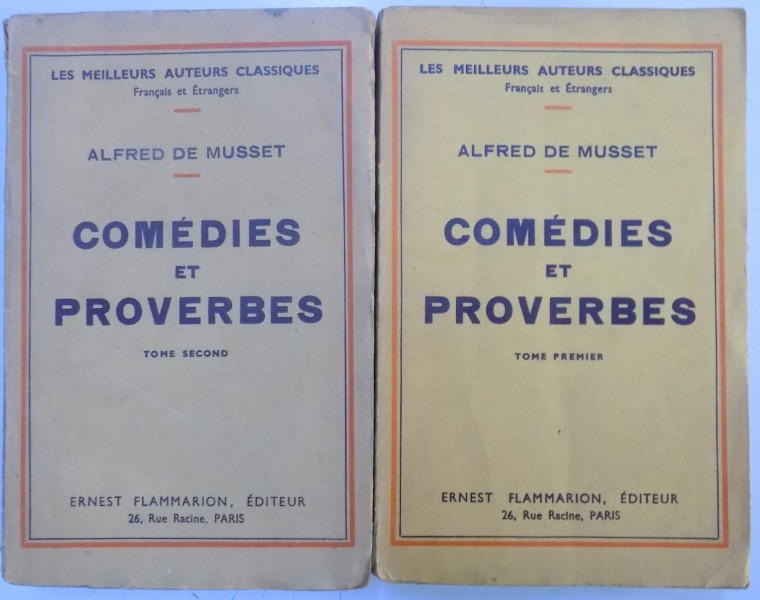 LES MEILLEURS AUTEURS CLASSIQUES
Français et Étrangers
ALFRED DE MUSSET
COMÉDIES
ET
PROVERBES
TOME SECOND
ERNEST FLAMMARION, ÉDITEUR
26, Rue Racine, PARIS
LES MEILLEURS AUTEURS CLASSIQUES
Français et Étrangers
ALFRED DE MUSSET
COMÉDIES
ET
PROVERBES
TOME PREMIER
ERNEST FLAMMARION, ÉDITEUR
26, Rue Racine, PARIS